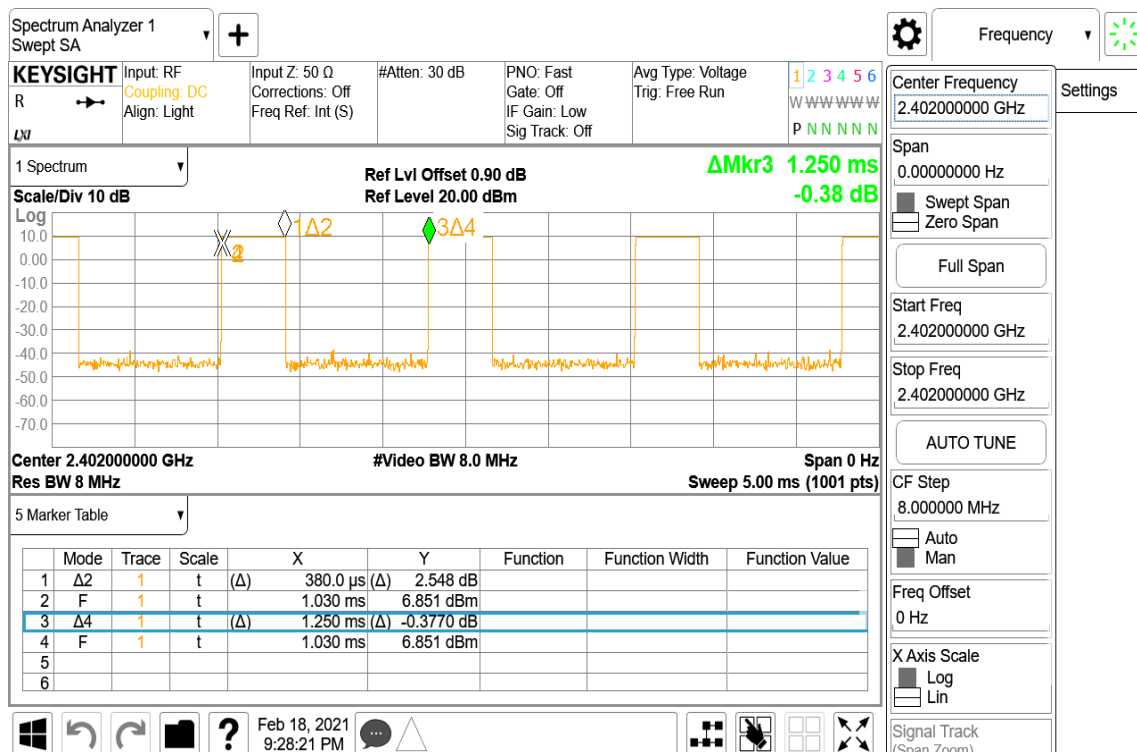 Spectrum Analyzer 1
Swept SA
+
Frequency
KEYSIGHT
R
LXI
Input: RF
Coupling: DC
Align: Light
Input Z: 50 Ω
Corrections: Off
Freq Ref: Int (S)
#Atten: 30 dB
PNO: Fast
Gate: Off
IF Gain: Low
Sig Track: Off
Avg Type: Voltage
Trig: Free Run
1 2 3 4 5 6
W W W W W W
P N N N N N
Center Frequency
2.402000000 GHz
Settings
Span
0.00000000 Hz
Swept Span
Zero Span
Full Span
Start Freq
2.402000000 GHz
Stop Freq
2.402000000 GHz
AUTO TUNE
CF Step
8.000000 MHz
Auto
Man
Freq Offset
0 Hz
X Axis Scale
Log
Lin
Signal Track
(Span Zoom)
1 Spectrum
Scale/Div 10 dB
Ref Lvl Offset 0.90 dB
Ref Level 20.00 dBm
ΔMkr3 1.250 ms
-0.38 dB
Log
10.0
0.00
-10.0
-20.0
-30.0
-40.0
-50.0
-60.0
-70.0
1Δ2
3Δ4
Center 2.402000000 GHz
#Video BW 8.0 MHz
Span 0 Hz
Res BW 8 MHz
Sweep 5.00 ms (1001 pts)
5 Marker Table
Mode Trace Scale X Y Function Function Width Function Value
1 Δ2 1 t (Δ) 380.0 µs (Δ) 2.548 dB
2 F 1 t 1.030 ms 6.851 dBm
3 Δ4 1 t (Δ) 1.250 ms (Δ) -0.3770 dB
4 F 1 t 1.030 ms 6.851 dBm
5
6
?
Feb 18, 2021
9:28:21 PM